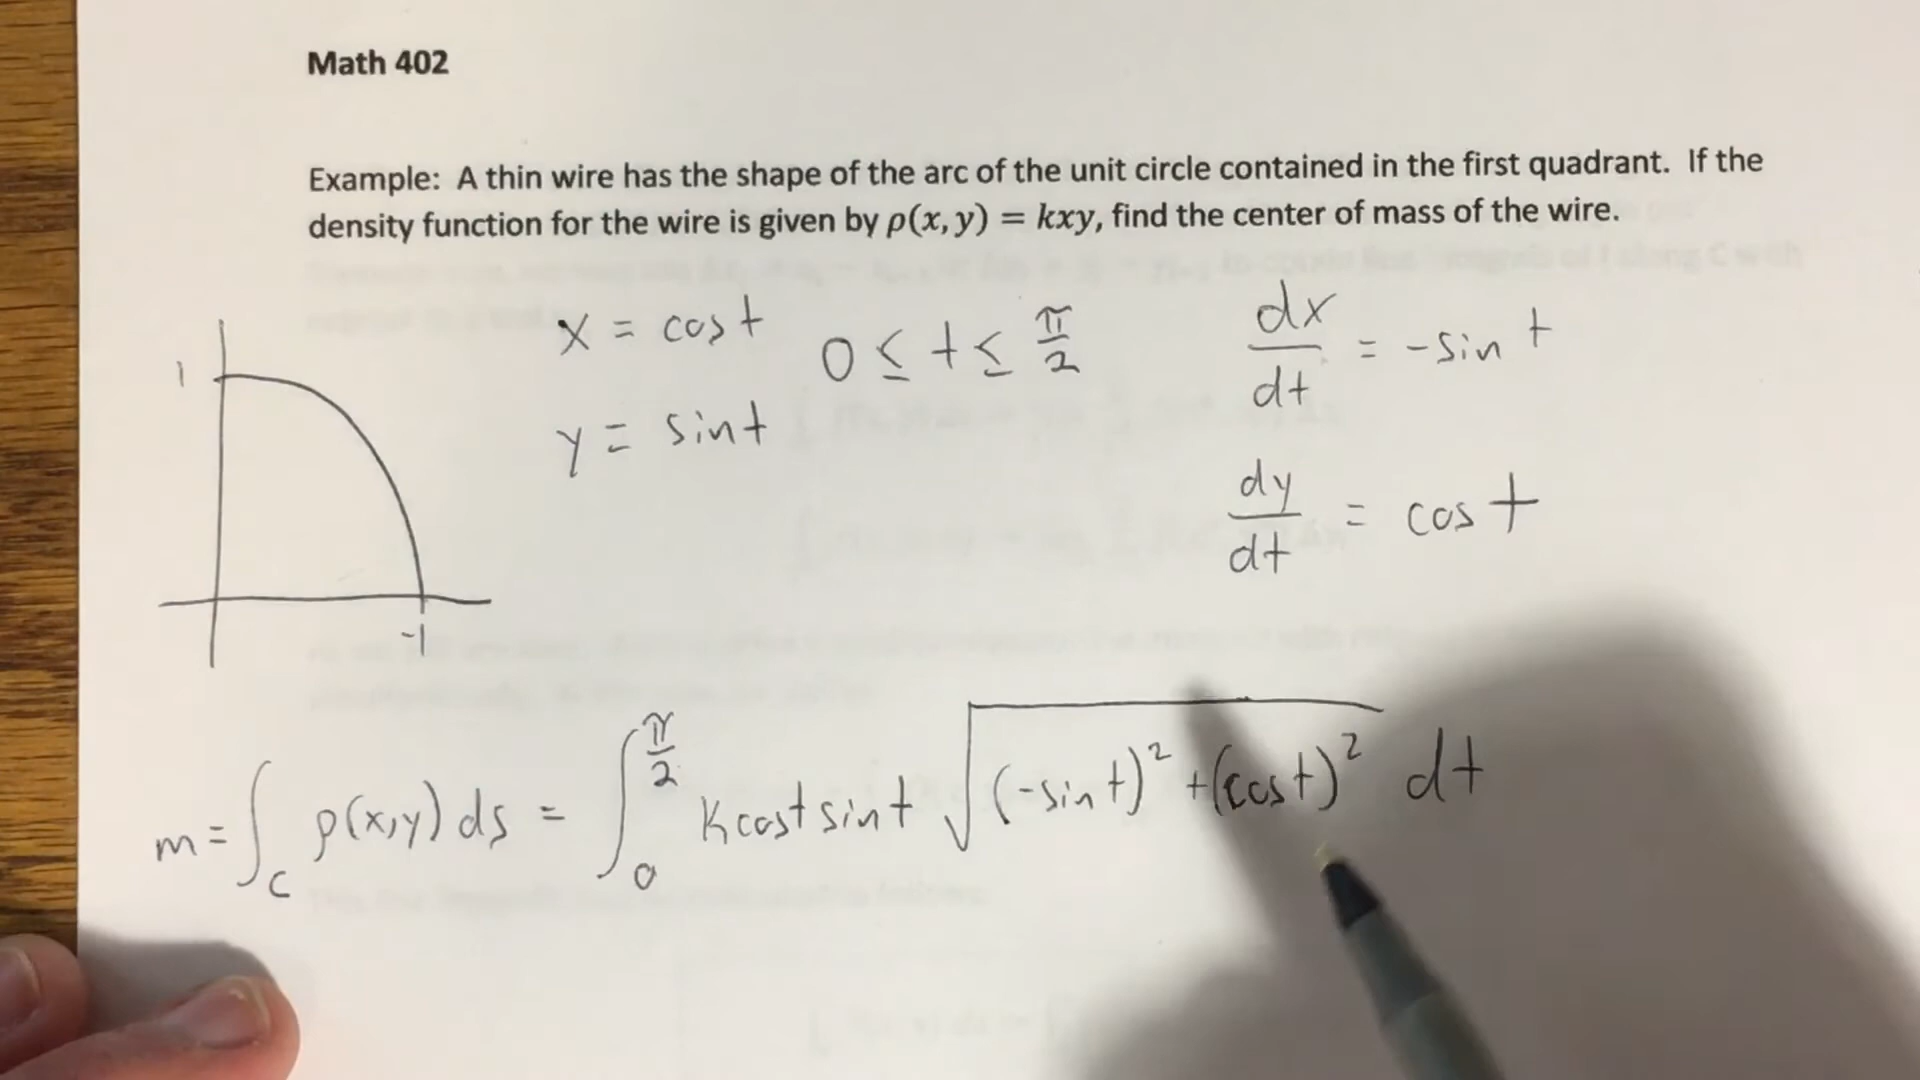 Math 402
Example: A thin wire has the shape of the arc of the unit circle contained in the first quadrant. If the
density function for the wire is given by ρ(x, y) = kxy, find the center of mass of the wire.
x = cos t
0 ≤ t ≤ π/2
y = sin t
dx/dt = -sin t
dy/dt = cos t
1
-1
m = ∫_C ρ(x,y) ds = ∫_0^{π/2} K cos t sin t √((-sin t)² + (cos t)²) dt